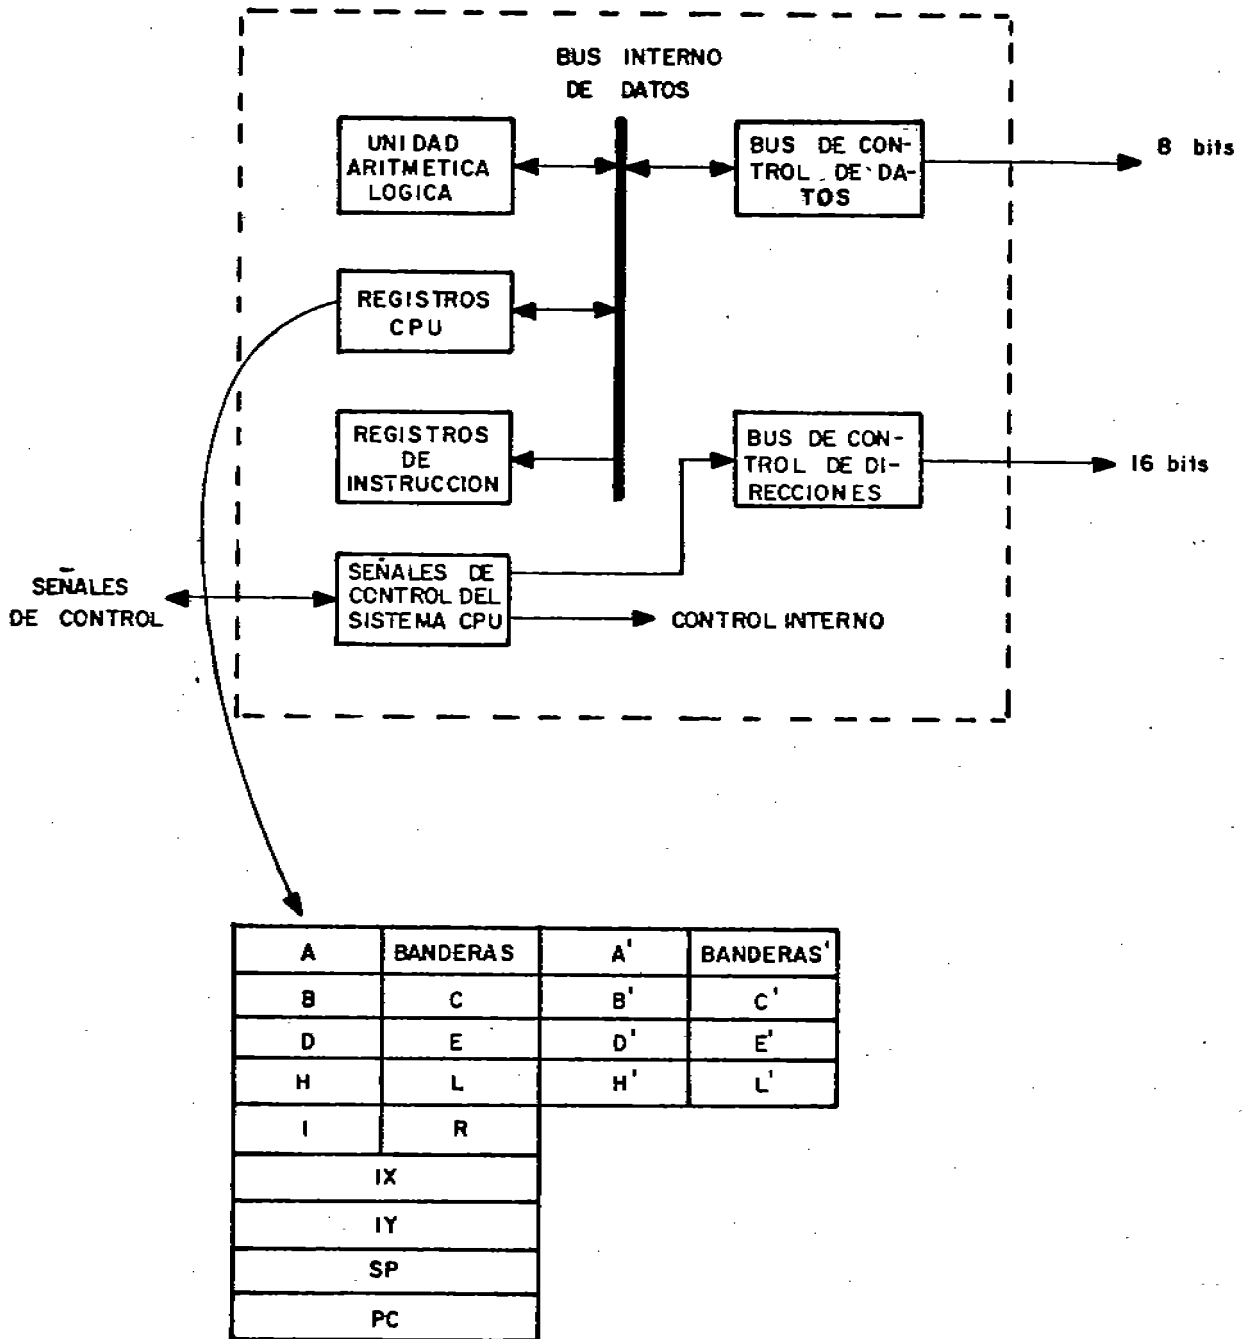 BUS INTERNO
DE DATOS
UNIDAD
ARITMETICA
LOGICA
BUS DE CON-
TROL DE DA-
TOS
8 bits
REGISTROS
CPU
REGISTROS
DE
INSTRUCCION
BUS DE CON-
TROL DE DI-
RECCIONES
16 bits
SEÑALES
DE CONTROL
SEÑALES DE
CONTROL DEL
SISTEMA CPU
CONTROL INTERNO
A BANDERAS A' BANDERAS'
B C B' C'
D E D' E'
H L H' L'
I R
IX
IY
SP
PC